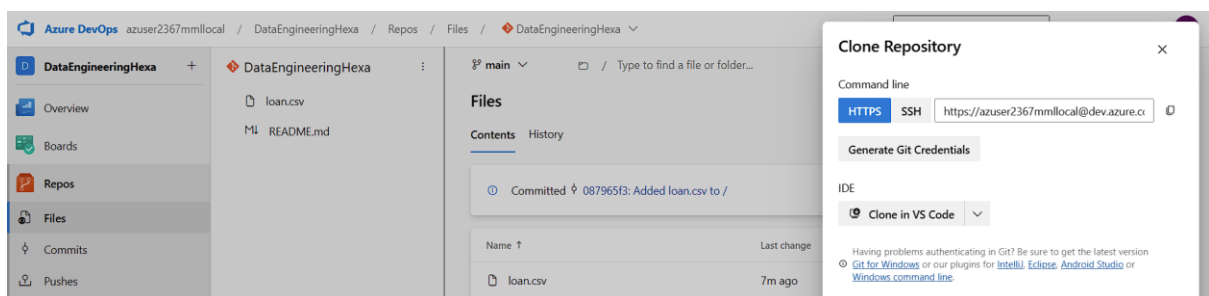 Azure DevOps azuser2367mmllocal / DataEngineeringHexa / Repos / Files / DataEngineeringHexa
D DataEngineeringHexa +
Overview
Boards
Repos
Files
Commits
Pushes
DataEngineeringHexa
loan.csv
README.md
main / Type to find a file or folder...
Files
Contents History
Committed 087965f3: Added loan.csv to /
Name ↑ Last change
loan.csv 7m ago
Clone Repository
Command line
HTTPS SSH https://azuser2367mmllocal@dev.azure.cc
Generate Git Credentials
IDE
Clone in VS Code
Having problems authenticating in Git? Be sure to get the latest version
Git for Windows or our plugins for IntelliJ, Eclipse, Android Studio or
Windows command line.